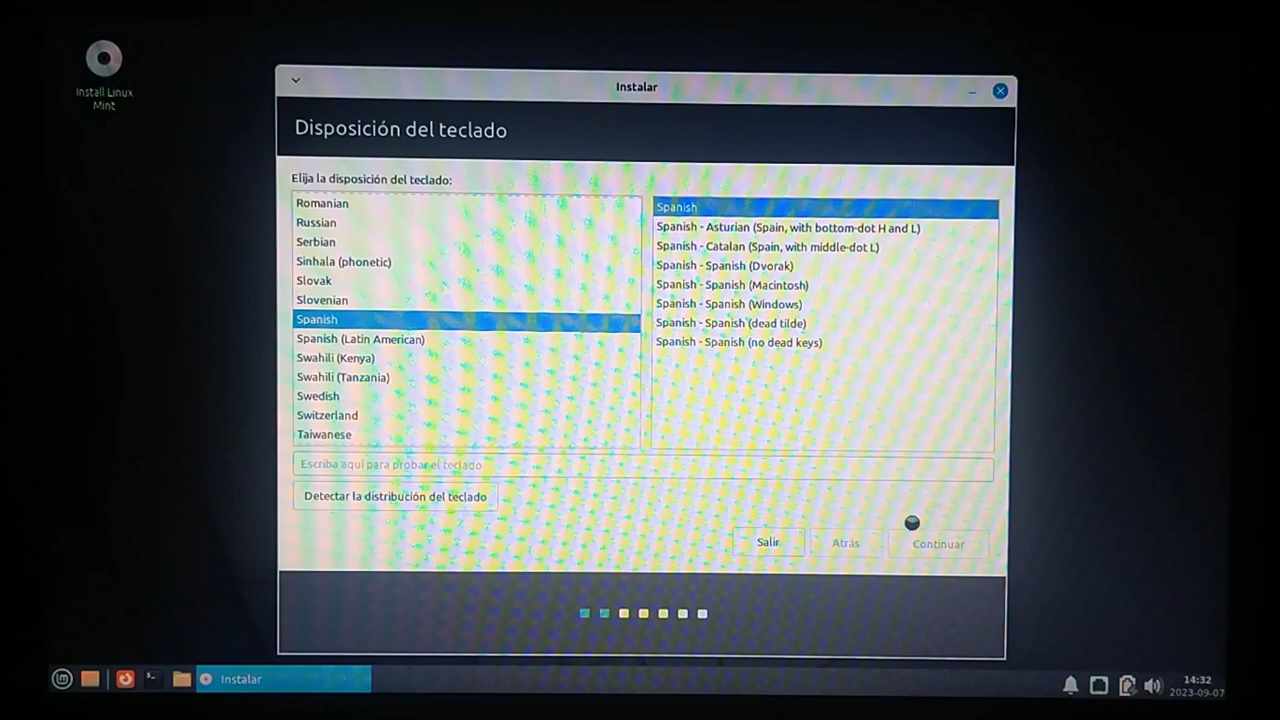 Install Linux
Mint
Instalar
Disposición del teclado
Elija la disposición del teclado:
Romanian
Russian
Serbian
Sinhala (phonetic)
Slovak
Slovenian
Spanish
Spanish (Latin American)
Swahili (Kenya)
Swahili (Tanzania)
Swedish
Switzerland
Taiwanese
Spanish
Spanish - Asturian (Spain, with bottom-dot H and L)
Spanish - Catalan (Spain, with middle-dot L)
Spanish - Spanish (Dvorak)
Spanish - Spanish (Macintosh)
Spanish - Spanish (Windows)
Spanish - Spanish (dead tilde)
Spanish - Spanish (no dead keys)
Escriba aquí para probar el teclado
Detectar la distribución del teclado
Salir
Atrás
Continuar
Instalar
14:32
2023-09-07